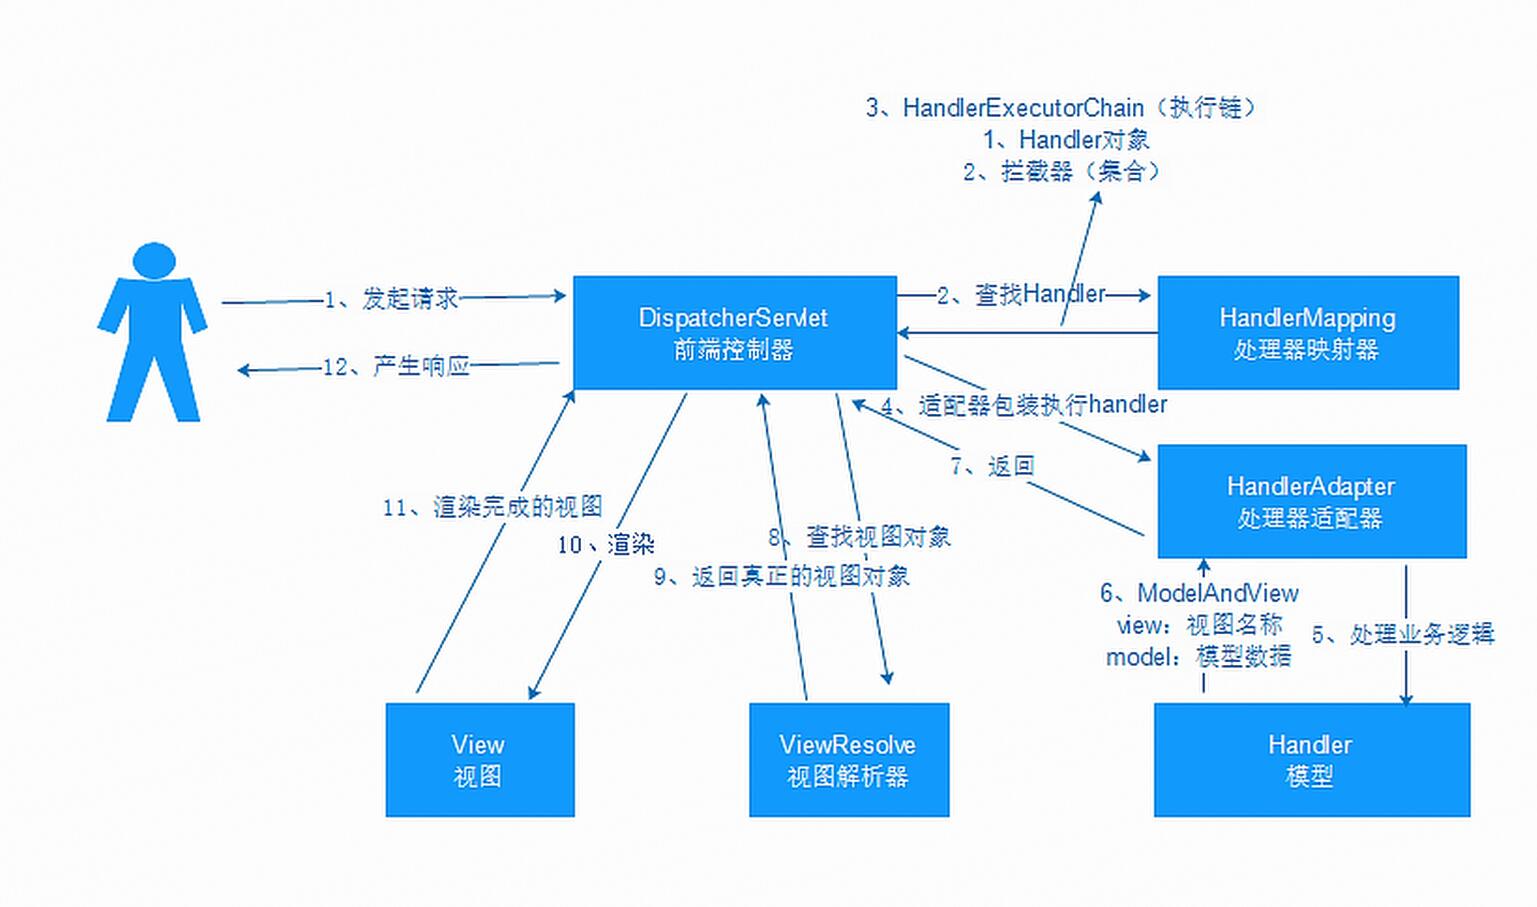 3、HandlerExecutorChain（执行链）
1、Handler对象
2、拦截器（集合）
1、发起请求
DispatcherServlet
前端控制器
2、查找Handler
HandlerMapping
处理器映射器
12、产生响应
4、适配器包装执行handler
7、返回
HandlerAdapter
处理器适配器
11、渲染完成的视图
10、渲染
8、查找视图对象
9、返回真正的视图对象
6、ModelAndView
view：视图名称
model：模型数据
5、处理业务逻辑
View
视图
ViewResolve
视图解析器
Handler
模型